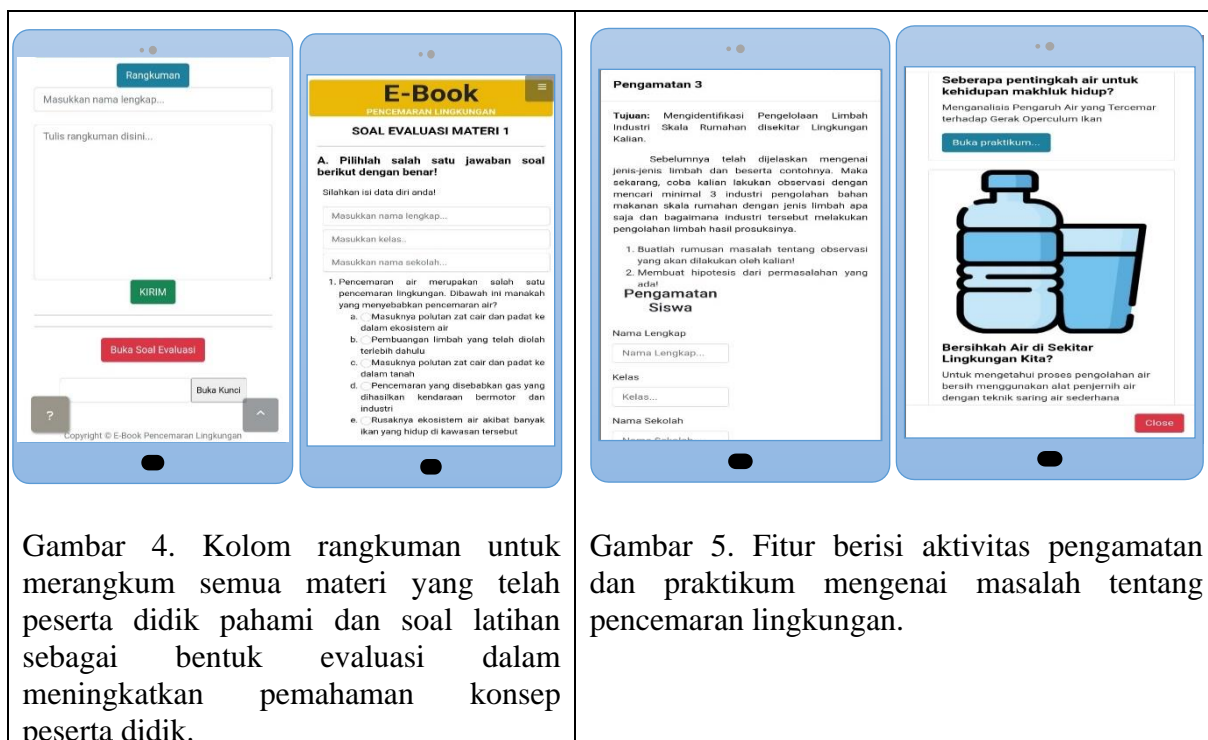 Rangkuman
Masukkan nama lengkap...
Tulis rangkuman disini...
KIRIM
Buka Soal Evaluasi
Buka Kunci
?
Copyright © E-Book Pencemaran Lingkungan
E-Book
PENCEMARAN LINGKUNGAN
SOAL EVALUASI MATERI 1
A. Pilihlah salah satu jawaban soal
berikut dengan benar!
Silahkan isi data diri anda!
Masukkan nama lengkap...
Masukkan kelas..
Masukkan nama sekolah...
1. Pencemaran air merupakan salah satu
pencemaran lingkungan. Dibawah ini manakah
yang menyebabkan pencemaran air?
a. Masuknya polutan zat cair dan padat ke
dalam ekosistem air
b. Pembuangan limbah yang telah diolah
terlebih dahulu
c. Masuknya polutan zat cair dan padat ke
dalam tanah
d. Pencemaran yang disebabkan gas yang
dihasilkan kendaraan bermotor dan
industri
e. Rusaknya ekosistem air akibat banyak
ikan yang hidup di kawasan tersebut
Gambar 4. Kolom rangkuman untuk
merangkum semua materi yang telah
peserta didik pahami dan soal latihan
sebagai bentuk evaluasi dalam
meningkatkan pemahaman konsep
peserta didik.
Pengamatan 3
Tujuan: Mengidentifikasi Pengelolaan Limbah
Industri Skala Rumahan disekitar Lingkungan
Kalian.
Sebelumnya telah dijelaskan mengenai
jenis-jenis limbah dan beserta contohnya. Maka
sekarang, coba kalian lakukan observasi dengan
mencari minimal 3 industri pengolahan bahan
makanan skala rumahan dengan jenis limbah apa
saja dan bagaimana industri tersebut melakukan
pengolahan limbah hasil prosuksinya.
1. Buatlah rumusan masalah tentang observasi
yang akan dilakukan oleh kalian!
2. Membuat hipotesis dari permasalahan yang
ada!
Pengamatan
Siswa
Nama Lengkap
Nama Lengkap...
Kelas
Kelas...
Nama Sekolah
Nama Sekolah
Seberapa pentingkah air untuk
kehidupan makhluk hidup?
Menganalisis Pengaruh Air yang Tercemar
terhadap Gerak Operculum Ikan
Buka praktikum...
Bersihkah Air di Sekitar
Lingkungan Kita?
Untuk mengetahui proses pengolahan air
bersih menggunakan alat penjernih air
dengan teknik saring air sederhana
Close
Gambar 5. Fitur berisi aktivitas pengamatan
dan praktikum mengenai masalah tentang
pencemaran lingkungan.